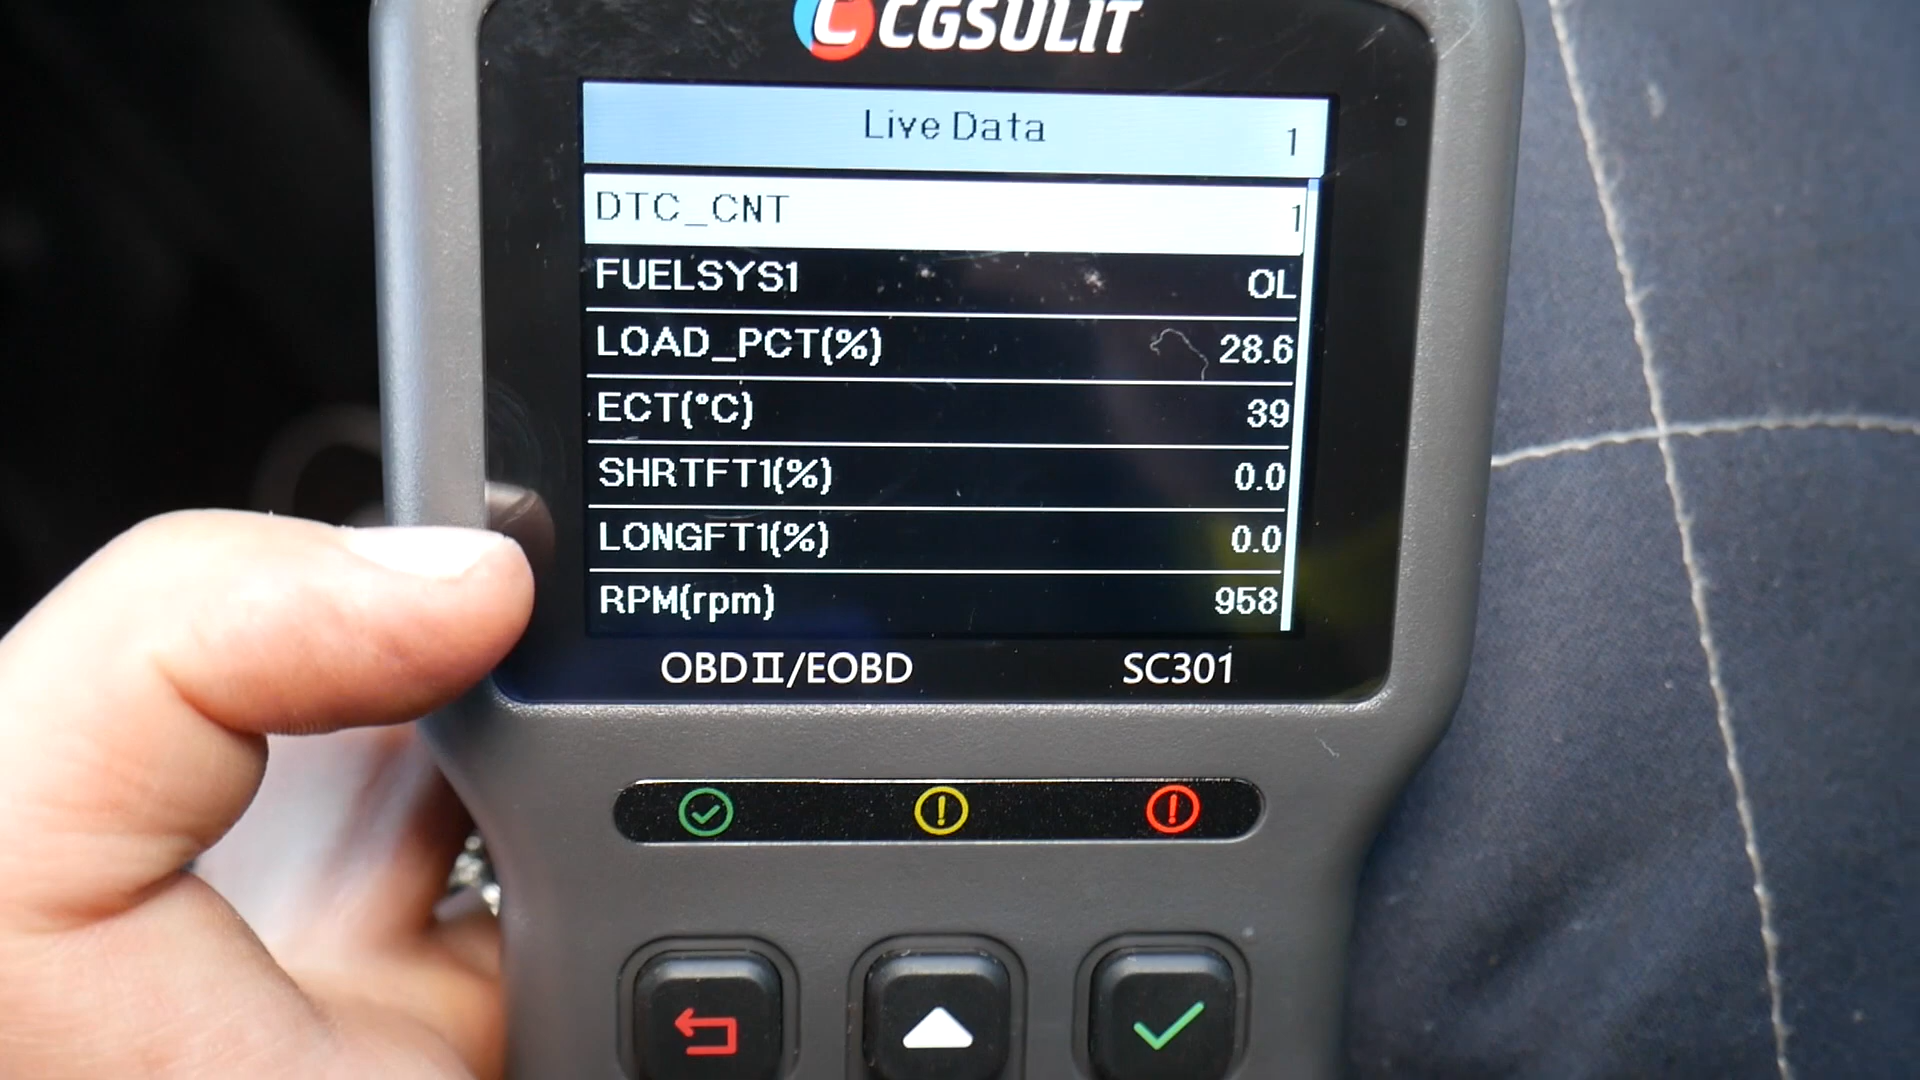 CGSULIT
Live Data 1
DTC_CNT 1
FUELSYS1 OL
LOAD_PCT(%) 28.6
ECT(°C) 39
SHRTFT1(%) 0.0
LONGFT1(%) 0.0
RPM(rpm) 958
OBDⅡ/EOBD SC301